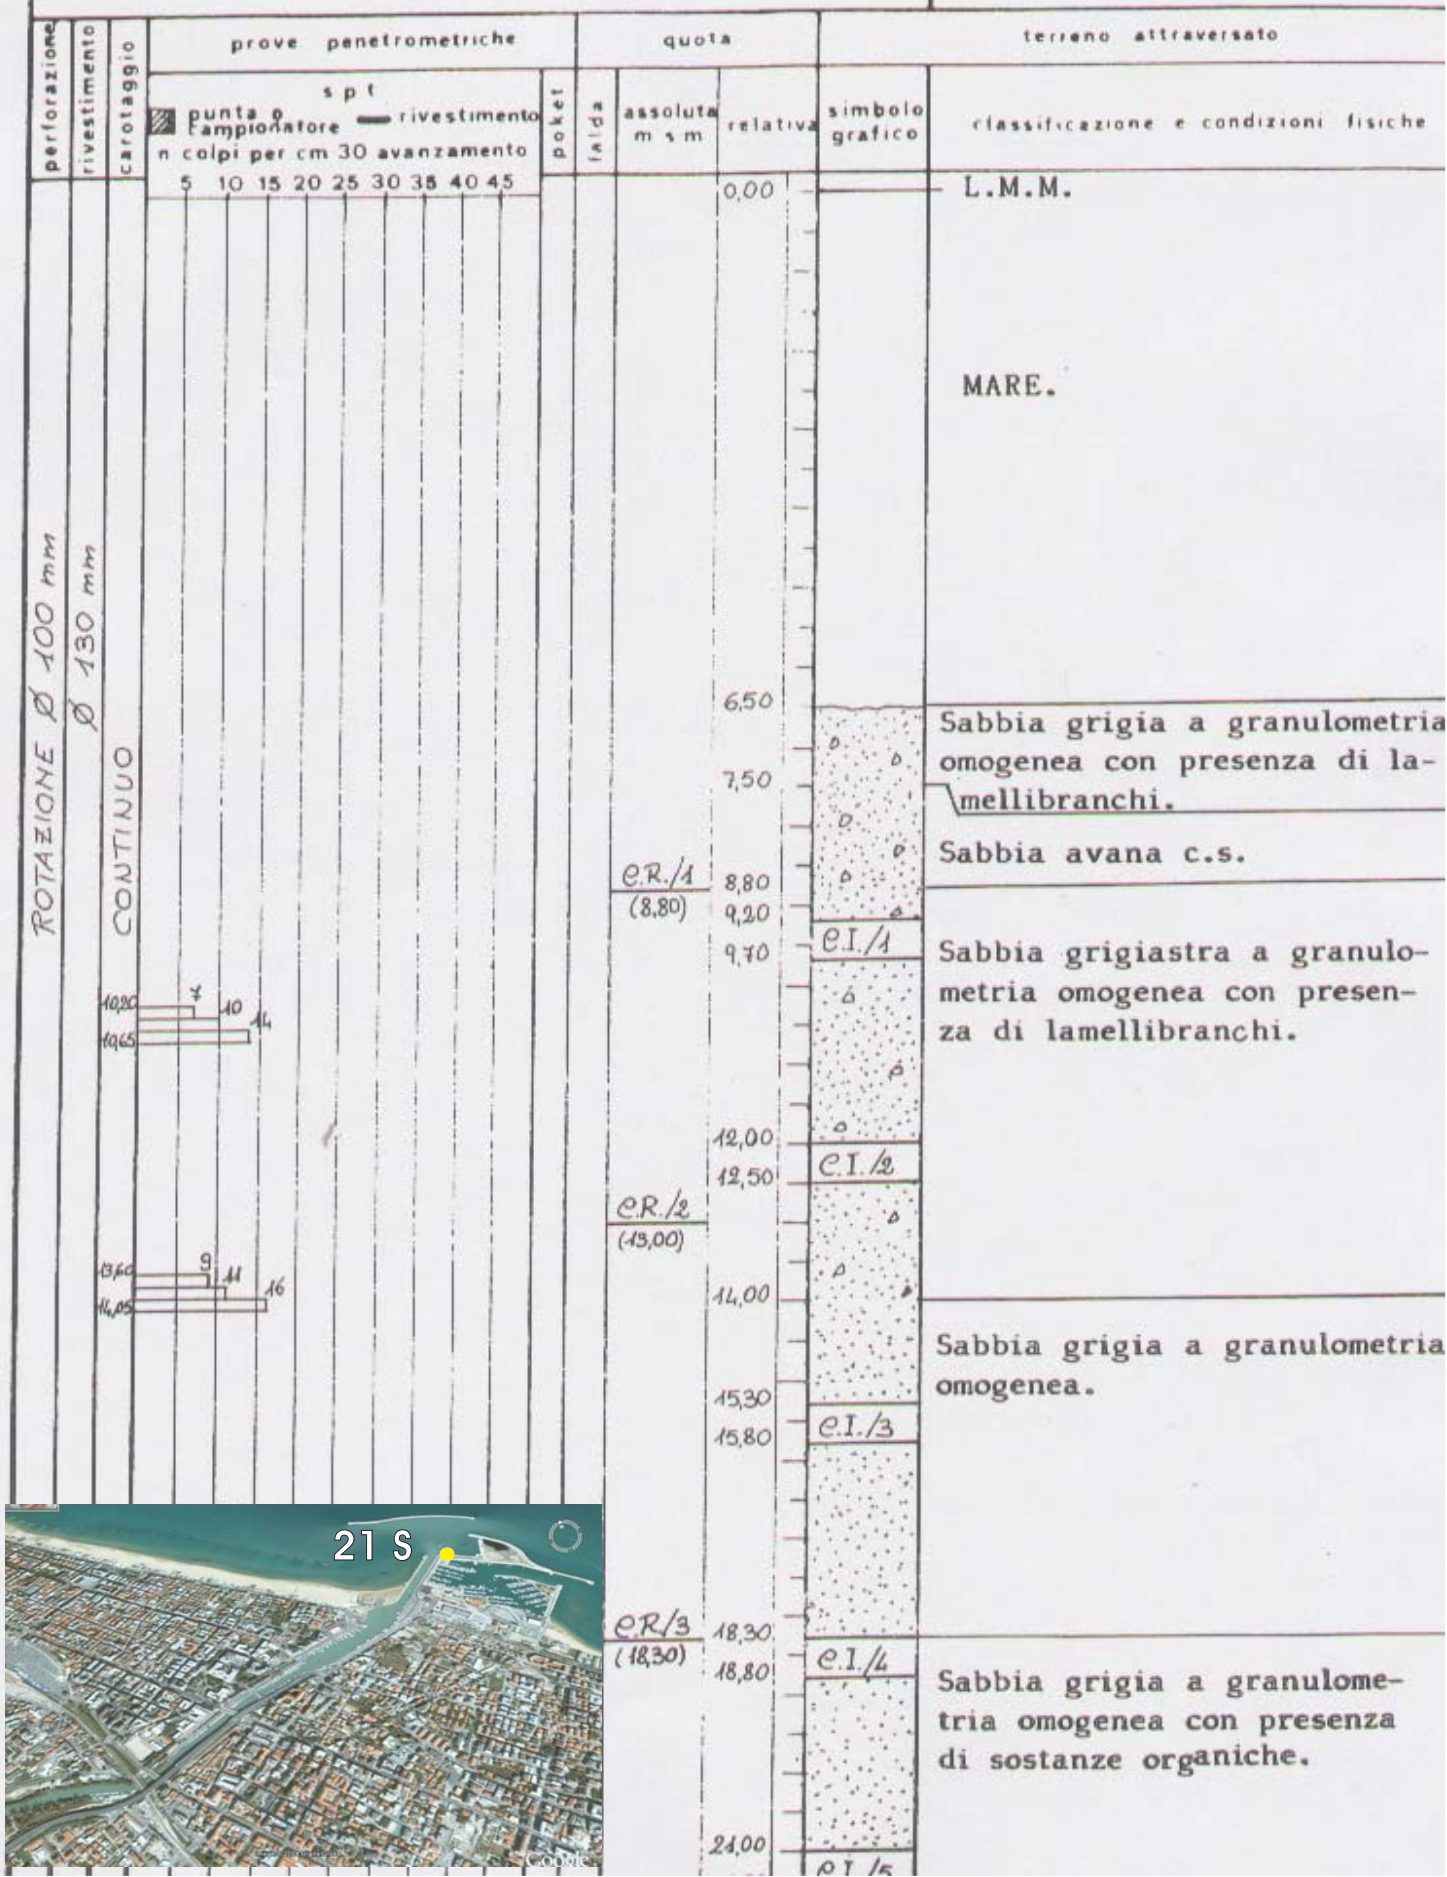 perforazione
rivestimento
carotaggio
prove penetrometriche
quota
terreno attraversato
s p t
punta o
campionatore
rivestimento
n colpi per cm 30 avanzamento
5 10 15 20 25 30 35 40 45
poket
falda
assoluta
m s m
relativa
simbolo
grafico
classificazione e condizioni fisiche
0,00
L.M.M.
MARE.
ROTAZIONE Ø 100 mm
Ø 130 mm
CONTINUO
6,50
Sabbia grigia a granulometria
omogenea con presenza di la-
mellibranchi.
7,50
Sabbia avana c.s.
C.R./1
(8,80)
8,80
9,20
C.I./1
9,70
Sabbia grigiastra a granulo-
metria omogenea con presen-
za di lamellibranchi.
10,20
7
10
14
10,65
12,00
C.I./2
12,50
C.R./2
(13,00)
13,60
9
11
16
14,05
14,00
Sabbia grigia a granulometria
omogenea.
15,30
C.I./3
15,80
C.R/3
(18,30)
18,30
C.I./4
18,80
Sabbia grigia a granulome-
tria omogenea con presenza
di sostanze organiche.
21,00
C.I./5
21 S
Google